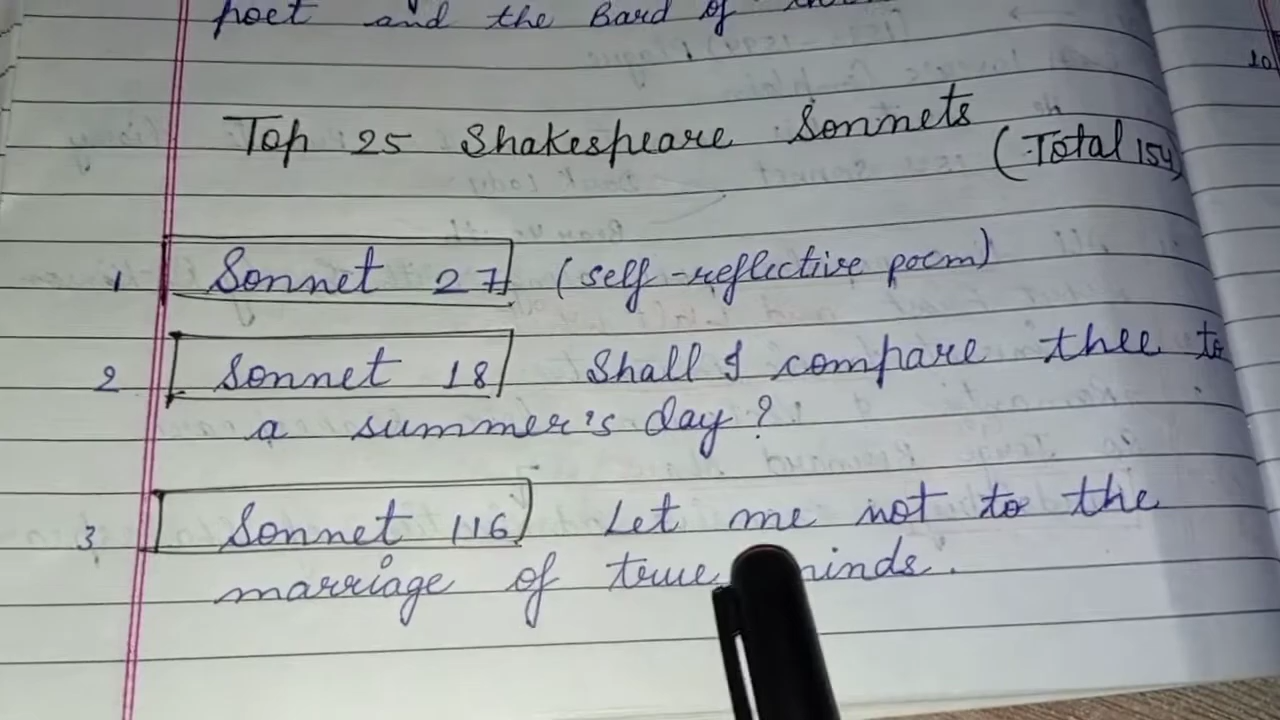 poet and the Bard of
Top 25 Shakespeare Sonnets
(Total 154)
1 Sonnet 27 (self-reflective poem)
2 Sonnet 18 Shall I compare thee to
a summer's day?
3 Sonnet 116 Let me not to the
marriage of true minds.
10